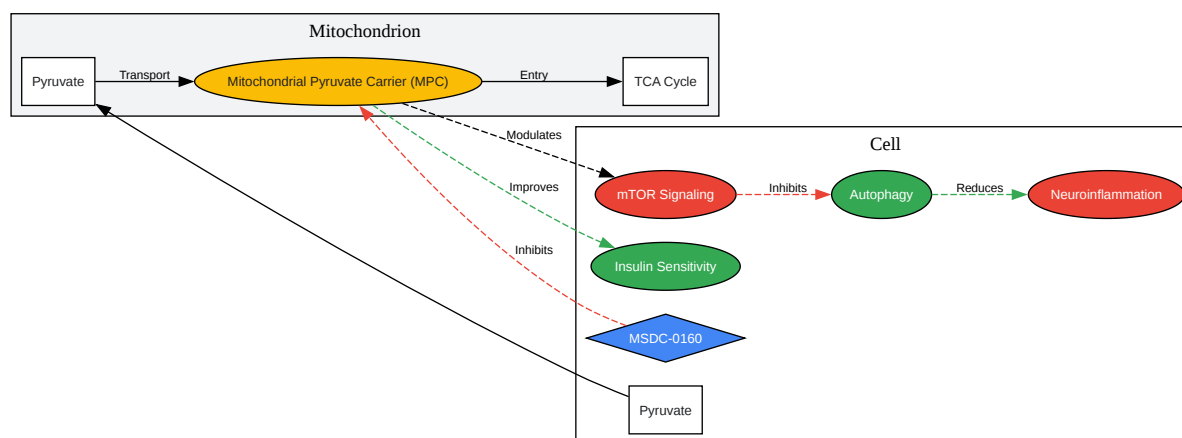 Mitochondrion
Pyruvate
Transport
Mitochondrial Pyruvate Carrier (MPC)
Entry
TCA Cycle
Cell
Modulates
mTOR Signaling
Inhibits
Autophagy
Reduces
Neuroinflammation
Improves
Insulin Sensitivity
Inhibits
MSDC-0160
Pyruvate